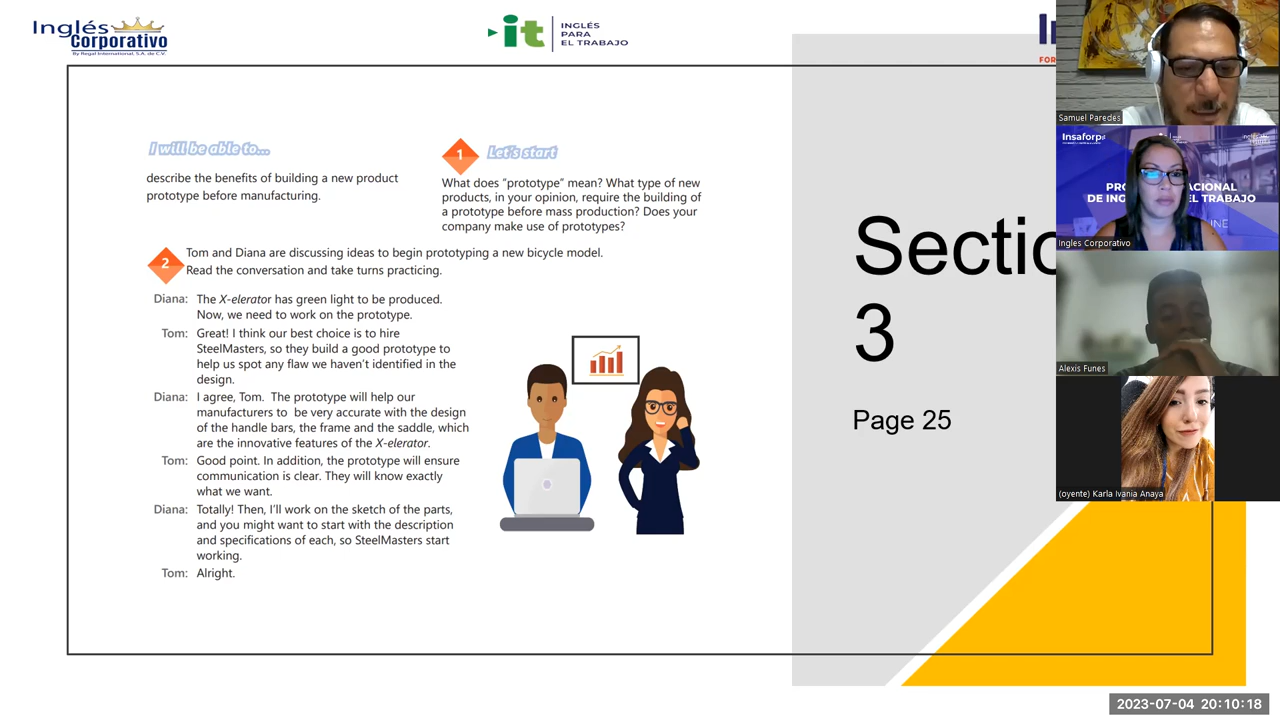 Inglés
Corporativo
By Regal International, S.A. de C.V.
it
INGLÉS
PARA
EL TRABAJO
FOR
I will be able to...
describe the benefits of building a new product
prototype before manufacturing.
1
Let's start
What does “prototype” mean? What type of new
products, in your opinion, require the building of
a prototype before mass production? Does your
company make use of prototypes?
2
Tom and Diana are discussing ideas to begin prototyping a new bicycle model.
Read the conversation and take turns practicing.
Diana: The X-elerator has green light to be produced.
Now, we need to work on the prototype.
Tom: Great! I think our best choice is to hire
SteelMasters, so they build a good prototype to
help us spot any flaw we haven't identified in the
design.
Diana: I agree, Tom. The prototype will help our
manufacturers to be very accurate with the design
of the handle bars, the frame and the saddle, which
are the innovative features of the X-elerator.
Tom: Good point. In addition, the prototype will ensure
communication is clear. They will know exactly
what we want.
Diana: Totally! Then, I'll work on the sketch of the parts,
and you might want to start with the description
and specifications of each, so SteelMasters start
working.
Tom: Alright.
Sectio
3
Page 25
Samuel Paredes
Insaforp
PRO ACIONAL
DE ING EL TRABAJO
INE
Ingles Corporativo
Alexis Funes
(oyente) Karla Ivania Anaya
2023-07-04 20:10:18